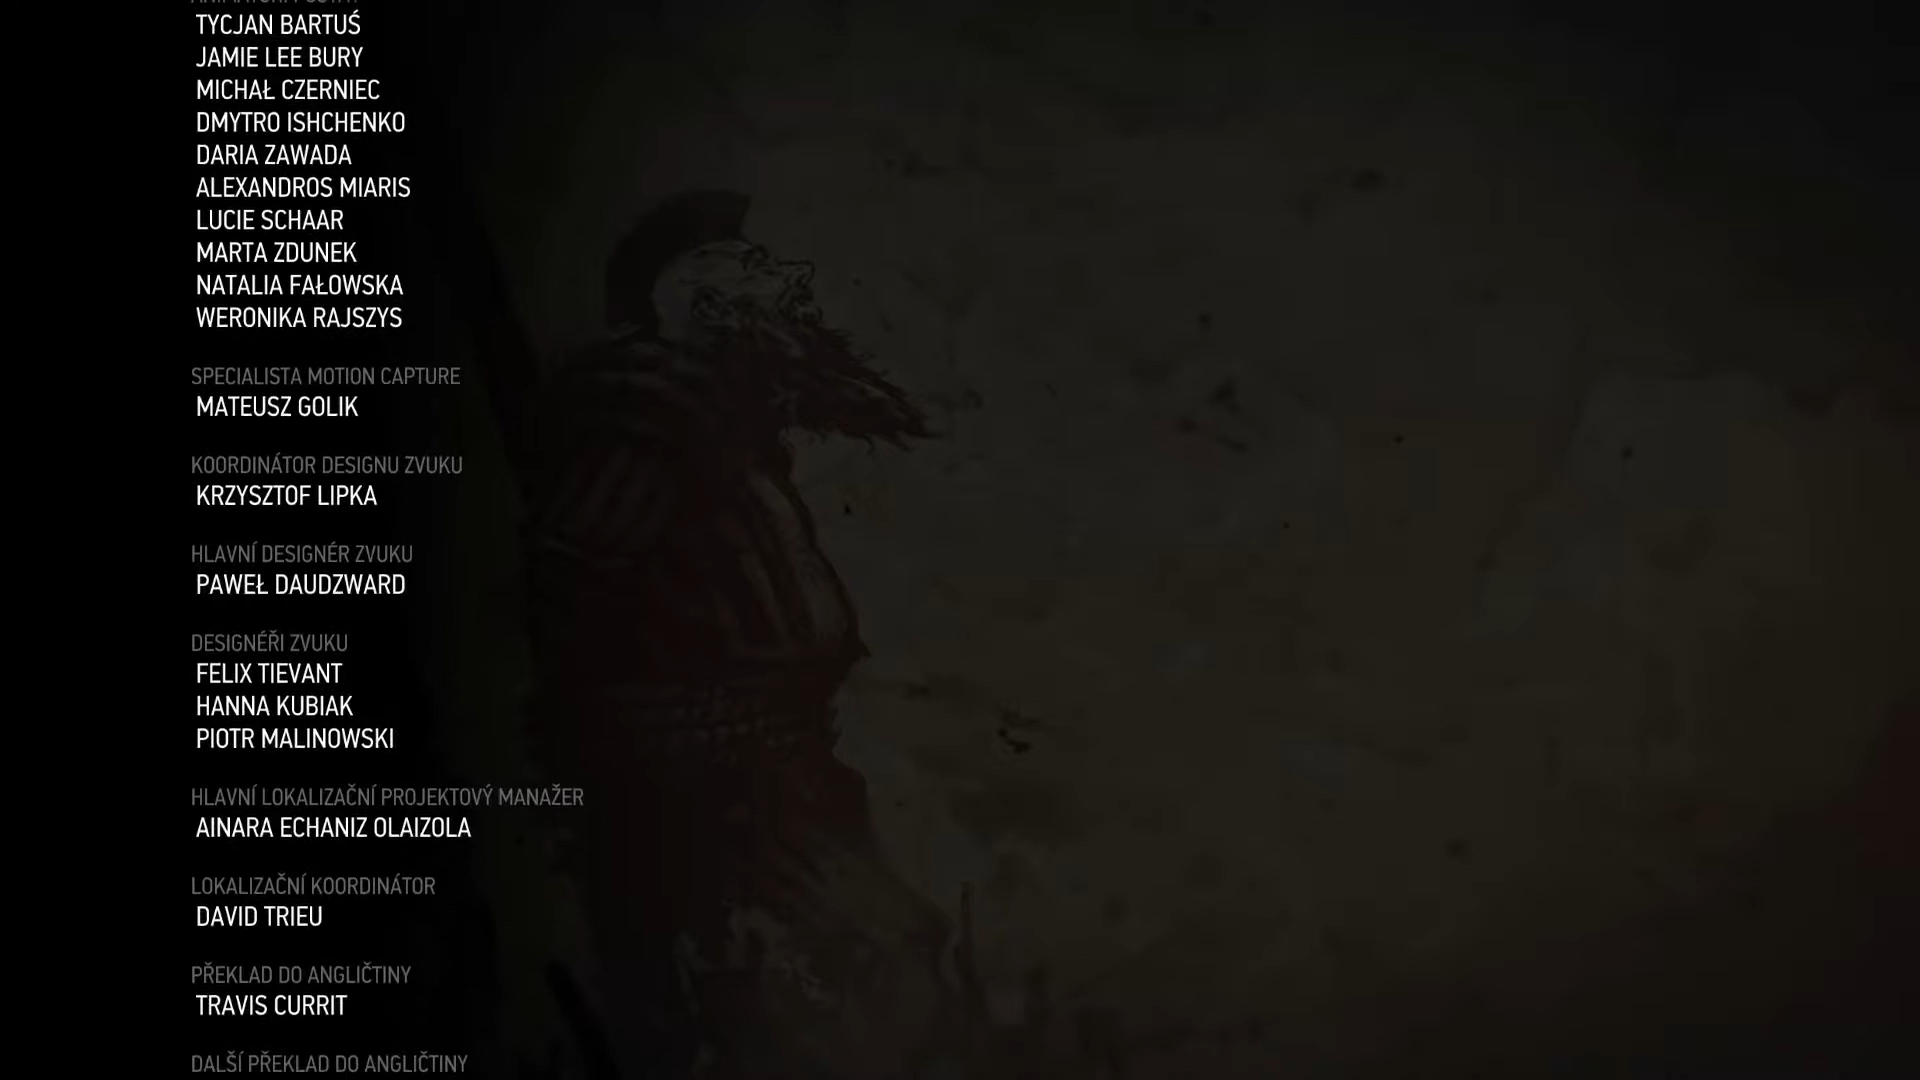 TYCJAN BARTUŚ
JAMIE LEE BURY
MICHAŁ CZERNIEC
DMYTRO ISHCHENKO
DARIA ZAWADA
ALEXANDROS MIARIS
LUCIE SCHAAR
MARTA ZDUNEK
NATALIA FAŁOWSKA
WERONIKA RAJSZYS
SPECIALISTA MOTION CAPTURE
MATEUSZ GOLIK
KOORDINÁTOR DESIGNU ZVUKU
KRZYSZTOF LIPKA
HLAVNÍ DESIGNÉR ZVUKU
PAWEŁ DAUDZWARD
DESIGNÉŘI ZVUKU
FELIX TIEVANT
HANNA KUBIAK
PIOTR MALINOWSKI
HLAVNÍ LOKALIZAČNÍ PROJEKTOVÝ MANAŽER
AINARA ECHANIZ OLAIZOLA
LOKALIZAČNÍ KOORDINÁTOR
DAVID TRIEU
PŘEKLAD DO ANGLIČTINY
TRAVIS CURRIT
DALŠÍ PŘEKLAD DO ANGLIČTINY